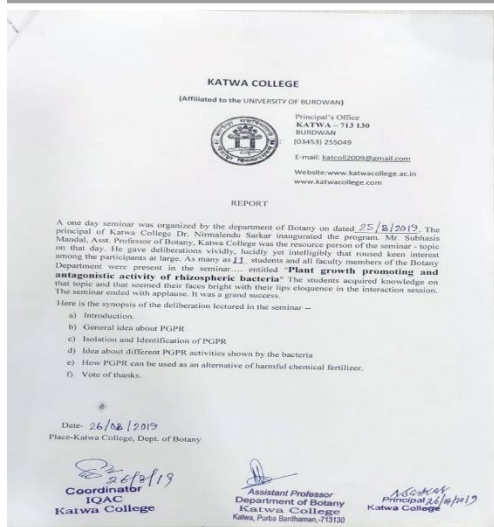 KATWA COLLEGE
(Affiliated to the UNIVERSITY OF BURDWAN)
Principal's Office
KATWA – 713 130
BURDWAN
(03453) 255049
E-mail: katcoll2009@gmail.com
Website:www.katwacollege.ac.in
www.katwacollege.com
REPORT
A one day seminar was organized by the department of Botany on dated 25/8/2019. The
principal of Katwa College Dr. Nirmalendu Sarkar inaugurated the program. Mr. Subhasis
Mandal, Asst. Professor of Botany, Katwa College was the resource person of the seminar - topic
on that day. He gave deliberations vividly, lucidly yet intelligibly that roused keen interest
among the participants at large. As many as 11 students and all faculty members of the Botany
Department were present in the seminar.... entitled "Plant growth promoting and
antagonistic activity of rhizospheric bacteria" The students acquired knowledge on
that topic and that seemed their faces bright with their lips eloquence in the interaction session.
The seminar ended with applause. It was a grand success.
Here is the synopsis of the deliberation lectured in the seminar –
a) Introduction.
b) General idea about PGPR
c) Isolation and Identification of PGPR
d) Idea about different PGPR activities shown by the bacteria
e) How PGPR can be used as an alternative of harmful chemical fertilizer.
f) Vote of thanks.
Date- 26/08/2019
Place-Katwa College, Dept. of Botany
26/8/19
Coordinator
IQAC
Katwa College
Assistant Professor
Department of Botany
Katwa College
Katwa, Purba Bardhaman,-713130
NSarkar
Principal 26/8/2019
Katwa College